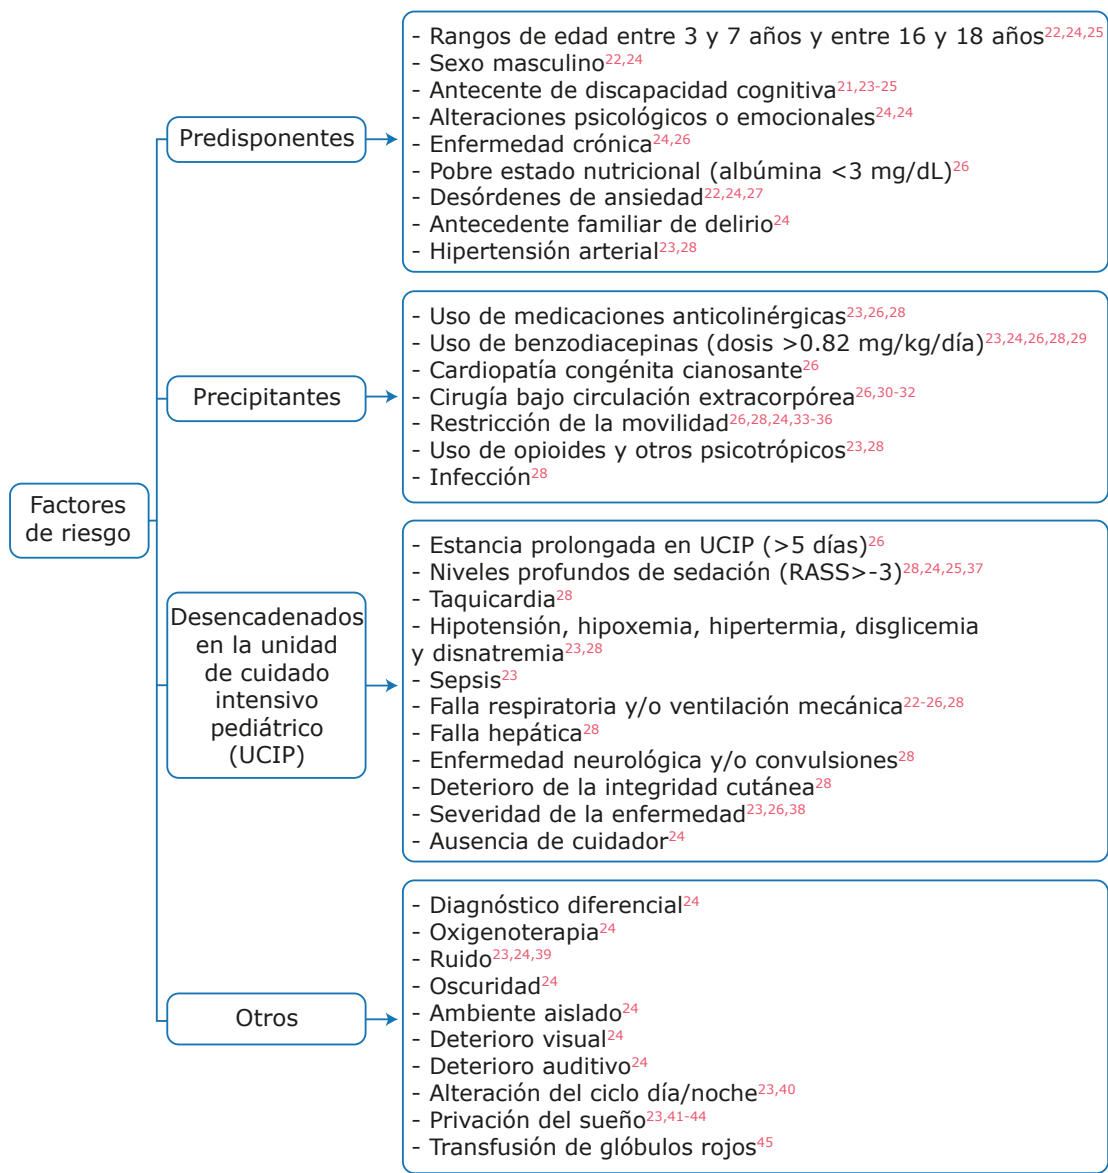 Factores
de riesgo
Predisponentes
- Rangos de edad entre 3 y 7 años y entre 16 y 18 años22,24,25
- Sexo masculino22,24
- Antecente de discapacidad cognitiva21,23-25
- Alteraciones psicológicos o emocionales24,24
- Enfermedad crónica24,26
- Pobre estado nutricional (albúmina <3 mg/dL)26
- Desórdenes de ansiedad22,24,27
- Antecedente familiar de delirio24
- Hipertensión arterial23,28
Precipitantes
- Uso de medicaciones anticolinérgicas23,26,28
- Uso de benzodiacepinas (dosis >0.82 mg/kg/día)23,24,26,28,29
- Cardiopatía congénita cianosante26
- Cirugía bajo circulación extracorpórea26,30-32
- Restricción de la movilidad26,28,24,33-36
- Uso de opioides y otros psicotrópicos23,28
- Infección28
Desencadenados
en la unidad
de cuidado
intensivo
pediátrico
(UCIP)
- Estancia prolongada en UCIP (>5 días)26
- Niveles profundos de sedación (RASS>-3)28,24,25,37
- Taquicardia28
- Hipotensión, hipoxemia, hipertermia, disglicemia
y disnatremia23,28
- Sepsis23
- Falla respiratoria y/o ventilación mecánica22-26,28
- Falla hepática28
- Enfermedad neurológica y/o convulsiones28
- Deterioro de la integridad cutánea28
- Severidad de la enfermedad23,26,38
- Ausencia de cuidador24
Otros
- Diagnóstico diferencial24
- Oxigenoterapia24
- Ruido23,24,39
- Oscuridad24
- Ambiente aislado24
- Deterioro visual24
- Deterioro auditivo24
- Alteración del ciclo día/noche23,40
- Privación del sueño23,41-44
- Transfusión de glóbulos rojos45